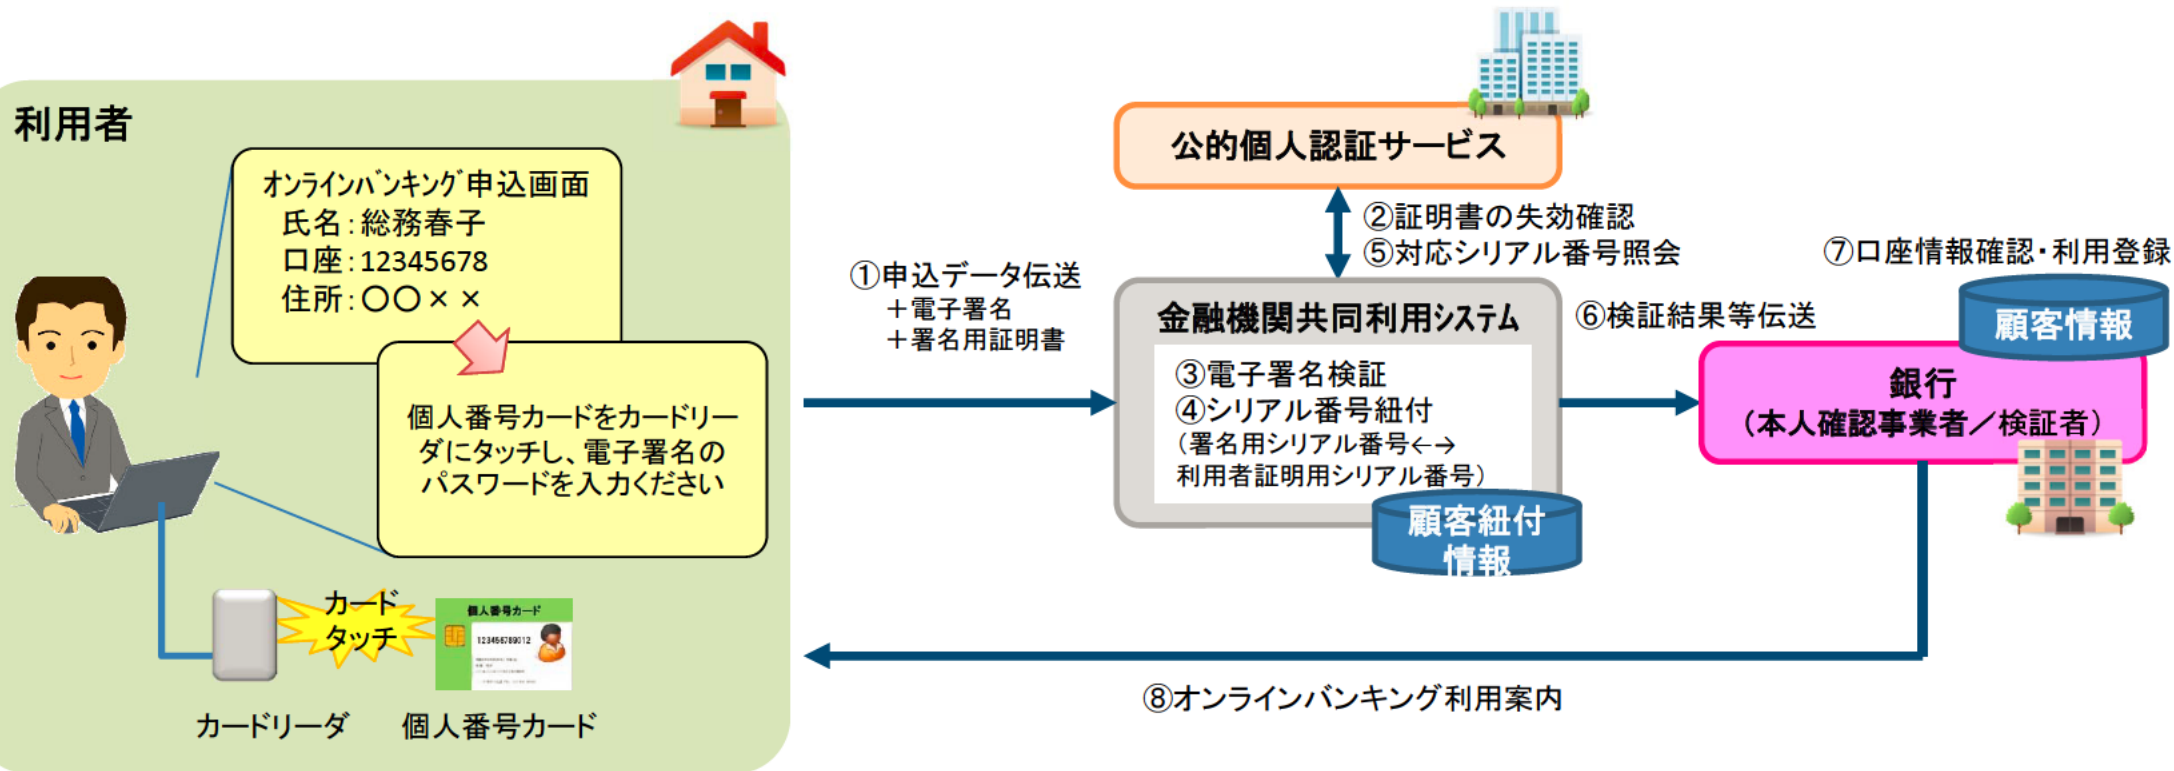 利用者
オンラインバンキング申込画面
氏名：総務春子
口座：12345678
住所：〇〇××
個人番号カードをカードリー
ダにタッチし、電子署名の
パスワードを入力ください
カード
タッチ
個人番号カード
123456789012
カードリーダ
個人番号カード
①申込データ伝送
＋電子署名
＋署名用証明書
公的個人認証サービス
②証明書の失効確認
⑤対応シリアル番号照会
金融機関共同利用システム
③電子署名検証
④シリアル番号紐付
（署名用シリアル番号←→
利用者証明用シリアル番号）
顧客紐付
情報
⑥検証結果等伝送
⑦口座情報確認・利用登録
顧客情報
銀行
（本人確認事業者／検証者）
⑧オンラインバンキング利用案内